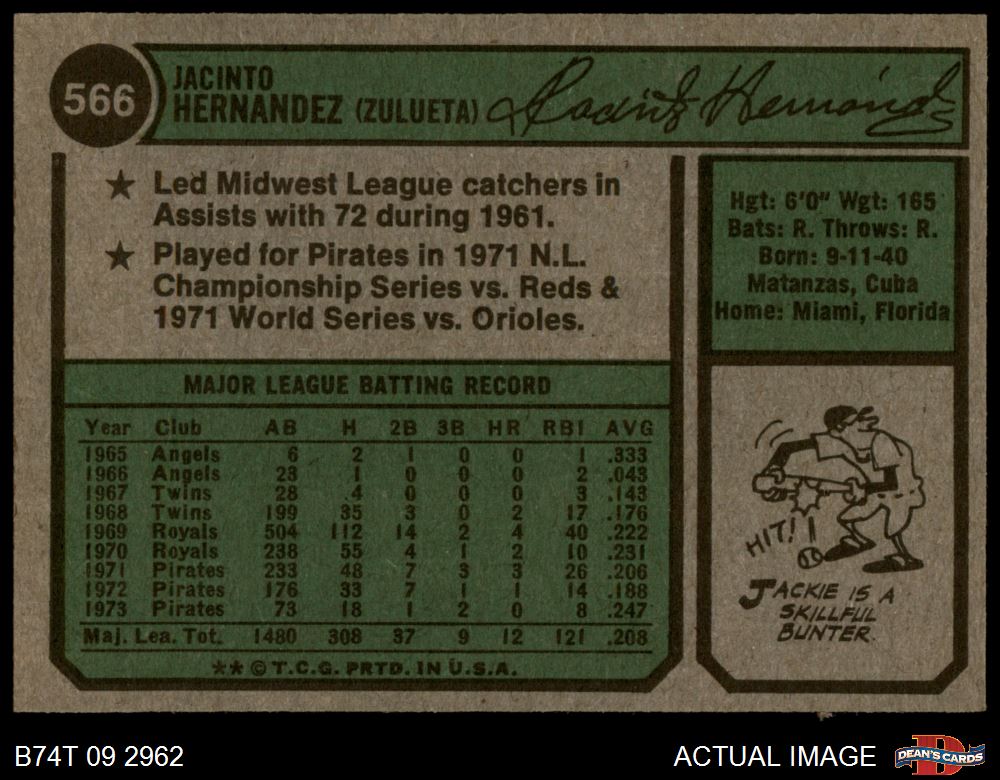 566
JACINTO
HERNANDEZ (ZULUETA)
Jacinto Hernández
★ Led Midwest League catchers in
Assists with 72 during 1961.
★ Played for Pirates in 1971 N.L.
Championship Series vs. Reds &
1971 World Series vs. Orioles.
Hgt: 6'0" Wgt: 165
Bats: R. Throws: R.
Born: 9-11-40
Matanzas, Cuba
Home: Miami, Florida
MAJOR LEAGUE BATTING RECORD
Year Club AB H 2B 3B HR RBI AVG
1965 Angels 6 2 1 0 0 1 .333
1966 Angels 23 1 0 0 0 2 .043
1967 Twins 28 4 0 0 0 3 .143
1968 Twins 199 35 3 0 2 17 .176
1969 Royals 504 112 14 2 4 40 .222
1970 Royals 238 55 4 1 2 10 .231
1971 Pirates 233 48 7 3 3 26 .206
1972 Pirates 176 33 7 1 1 14 .188
1973 Pirates 73 18 1 2 0 8 .247
Maj. Lea. Tot. 1480 308 37 9 12 121 .208
★★ © T.C.G. PRTD. IN U.S.A.
HIT!
JACKIE IS A
SKILLFUL
BUNTER.
B74T 09 2962
ACTUAL IMAGE
D
DEAN'S CARDS